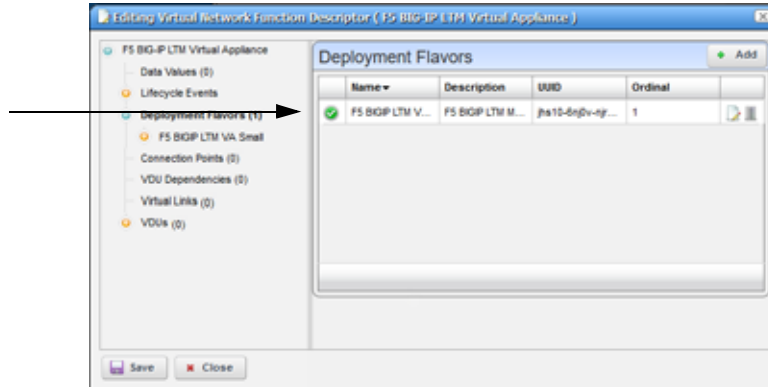 Editing Virtual Network Function Descriptor ( F5 BIG-IP LTM Virtual Appliance )
F5 BIG-IP LTM Virtual Appliance
Data Values (0)
Lifecycle Events
Deployment Flavors (1)
F5 BIGIP LTM VA Small
Connection Points (0)
VDU Dependencies (0)
Virtual Links (0)
VDUs (0)
Deployment Flavors
Add
Name Description UUID Ordinal
F5 BIGIP LTM V... F5 BIGIP LTM M... 1
Save Close